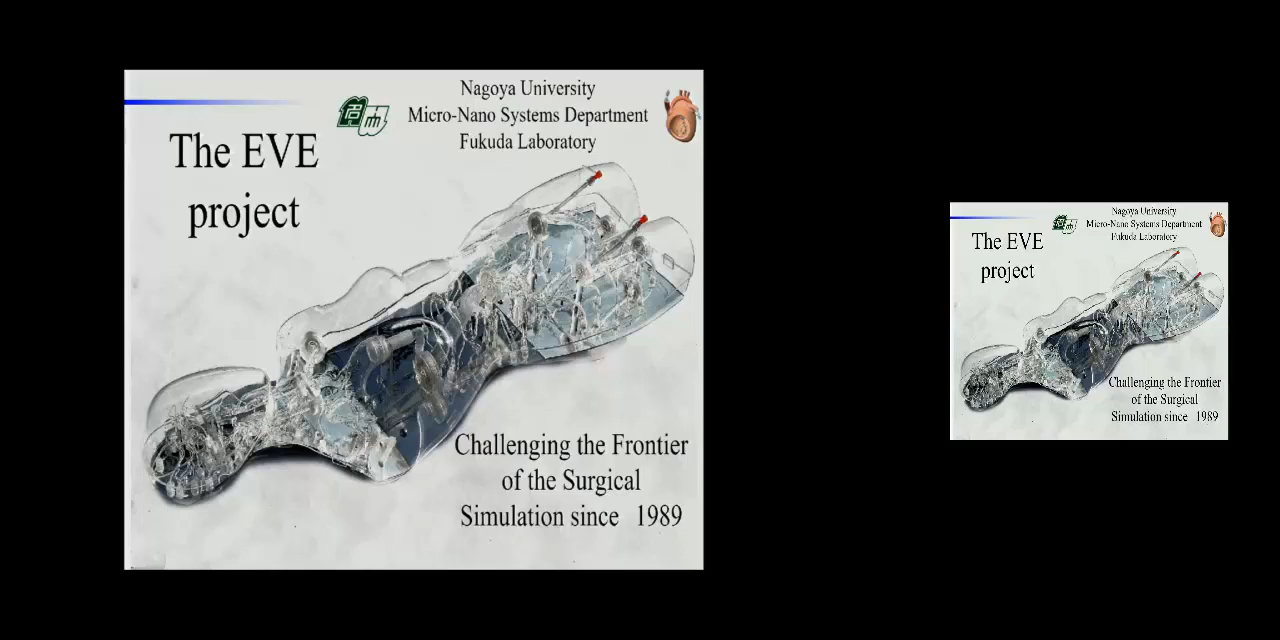 Nagoya University
Micro-Nano Systems Department
Fukuda Laboratory
The EVE
project
Challenging the Frontier
of the Surgical
Simulation since 1989
Nagoya University
Micro-Nano Systems Department
Fukuda Laboratory
The EVE
project
Challenging the Frontier
of the Surgical
Simulation since 1989